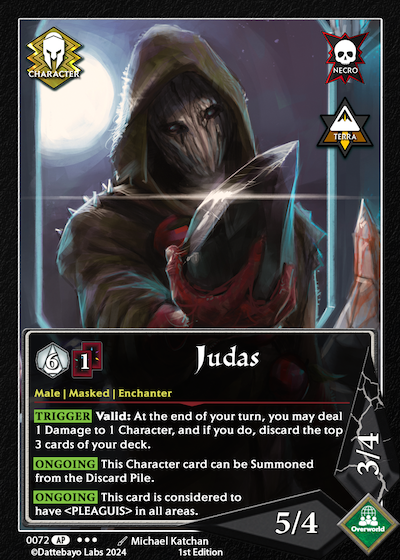 CHARACTER
NECRO
TERRA
6
1
Judas
Male | Masked | Enchanter
TRIGGER Valid: At the end of your turn, you may deal
1 Damage to 1 Character, and if you do, discard the top
3 cards of your deck.
ONGOING This Character card can be Summoned
from the Discard Pile.
ONGOING This card is considered to
have <PLEAGUIS> in all areas.
3/4
5/4
Overworld
0072 AP Michael Katchan
©Dattebayo Labs 2024 1st Edition